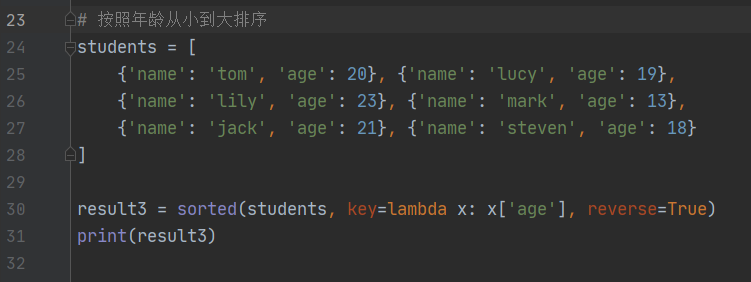 23 # 按照年龄从小到大排序
24 students = [
25     {'name': 'tom', 'age': 20}, {'name': 'lucy', 'age': 19},
26     {'name': 'lily', 'age': 23}, {'name': 'mark', 'age': 13},
27     {'name': 'jack', 'age': 21}, {'name': 'steven', 'age': 18}
28 ]
29
30 result3 = sorted(students, key=lambda x: x['age'], reverse=True)
31 print(result3)
32